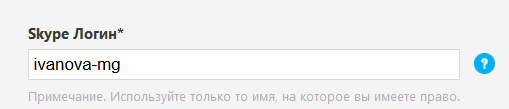 Skype Логин*
ivanova-mg
?
Примечание. Используйте только то имя, на которое вы имеете право.